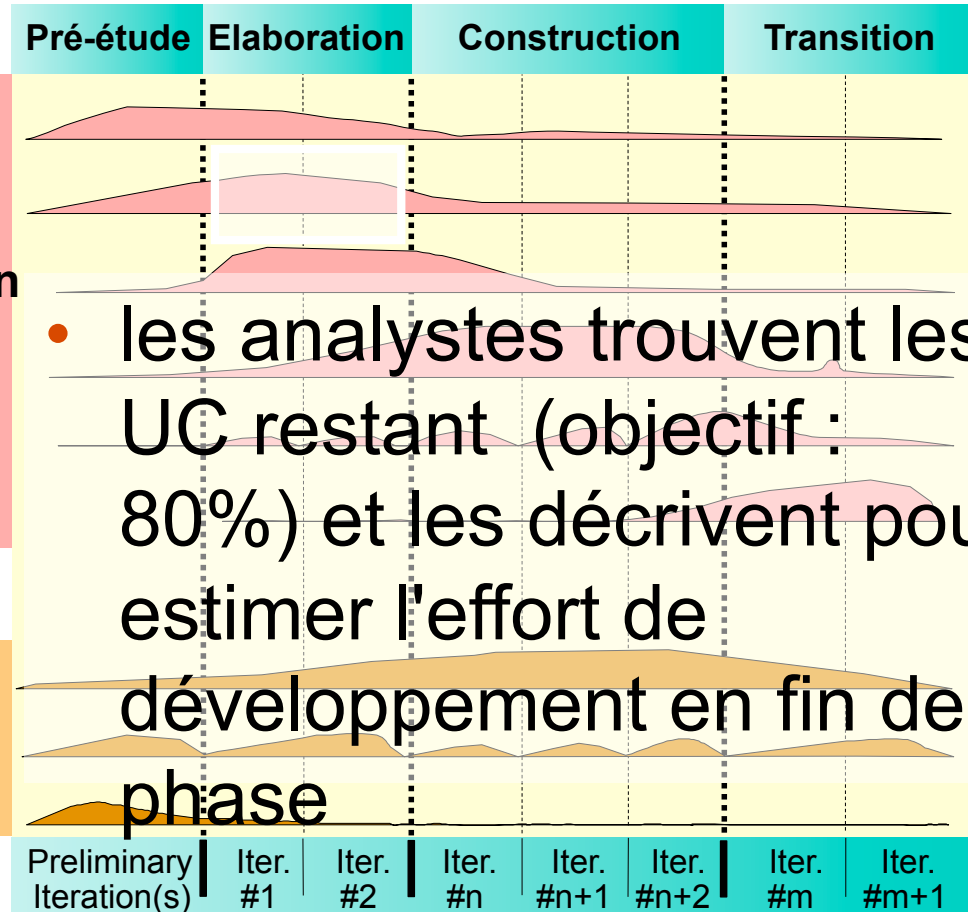 Pré-étude Elaboration Construction Transition
n
• les analystes trouvent les
UC restant (objectif :
80%) et les décrivent pou
estimer l'effort de
développement en fin de
phase
Preliminary Iter. Iter. Iter. Iter. Iter. Iter. Iter.
Iteration(s) #1 #2 #n #n+1 #n+2 #m #m+1